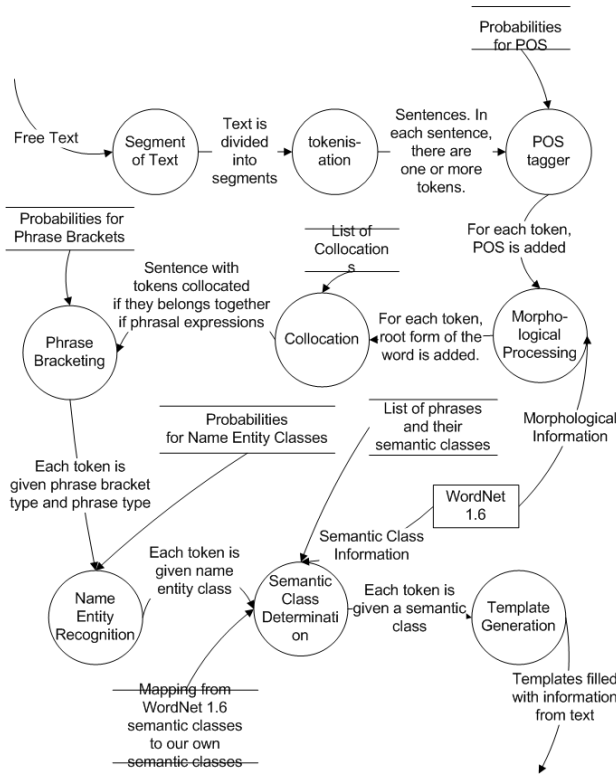 Probabilities
for POS
Free Text
Segment
of Text
Text is
divided
into
segments
tokenis-
ation
Sentences. In
each sentence,
there are
one or more
tokens.
POS
tagger
Probabilities for
Phrase Brackets
List of
Collocation
s
For each token,
POS is added
Sentence with
tokens collocated
if they belongs together
if phrasal expressions
Phrase
Bracketing
Collocation
For each token,
root form of the
word is added.
Morpho-
logical
Processing
Probabilities
for Name Entity Classes
List of phrases and
their
semantic classes
Morphological
Information
Each token is
given phrase bracket
type and phrase type
WordNet
1.6
Semantic Class
Information
Each token is
given name
entity class
Name
Entity
Recognition
Semantic
Class
Determinati
on
Each token is
given a semantic
class
Template
Generation
Mapping from
WordNet 1.6
semantic classes
to our own
semantic classes
Templates filled
with information
from text